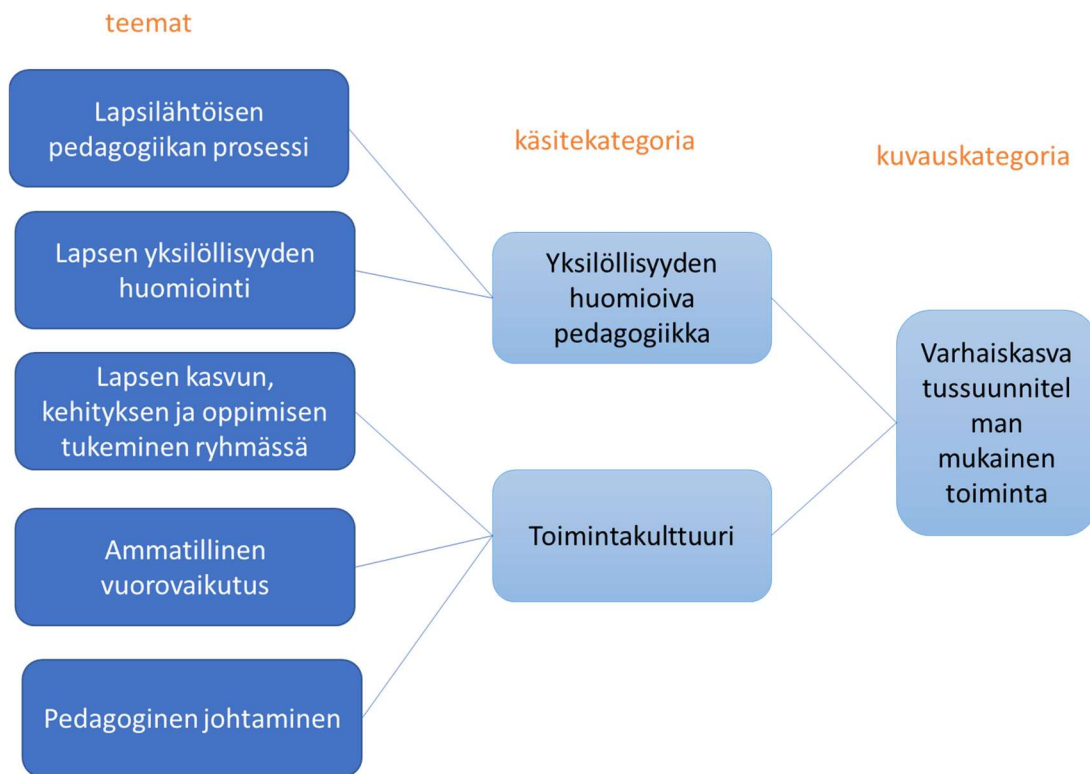 teemat
Lapsilähtöisen
pedagogiikan prosessi
Lapsen yksilöllisyyden
huomiointi
Lapsen kasvun,
kehityksen ja oppimisen
tukeminen ryhmässä
Ammatillinen
vuorovaikutus
Pedagoginen johtaminen
käsitekategoria
Yksilöllisyyden
huomioiva
pedagogiikka
Toimintakulttuuri
kuvauskategoria
Varhaiskasva
tussuunnitel
man
mukainen
toiminta